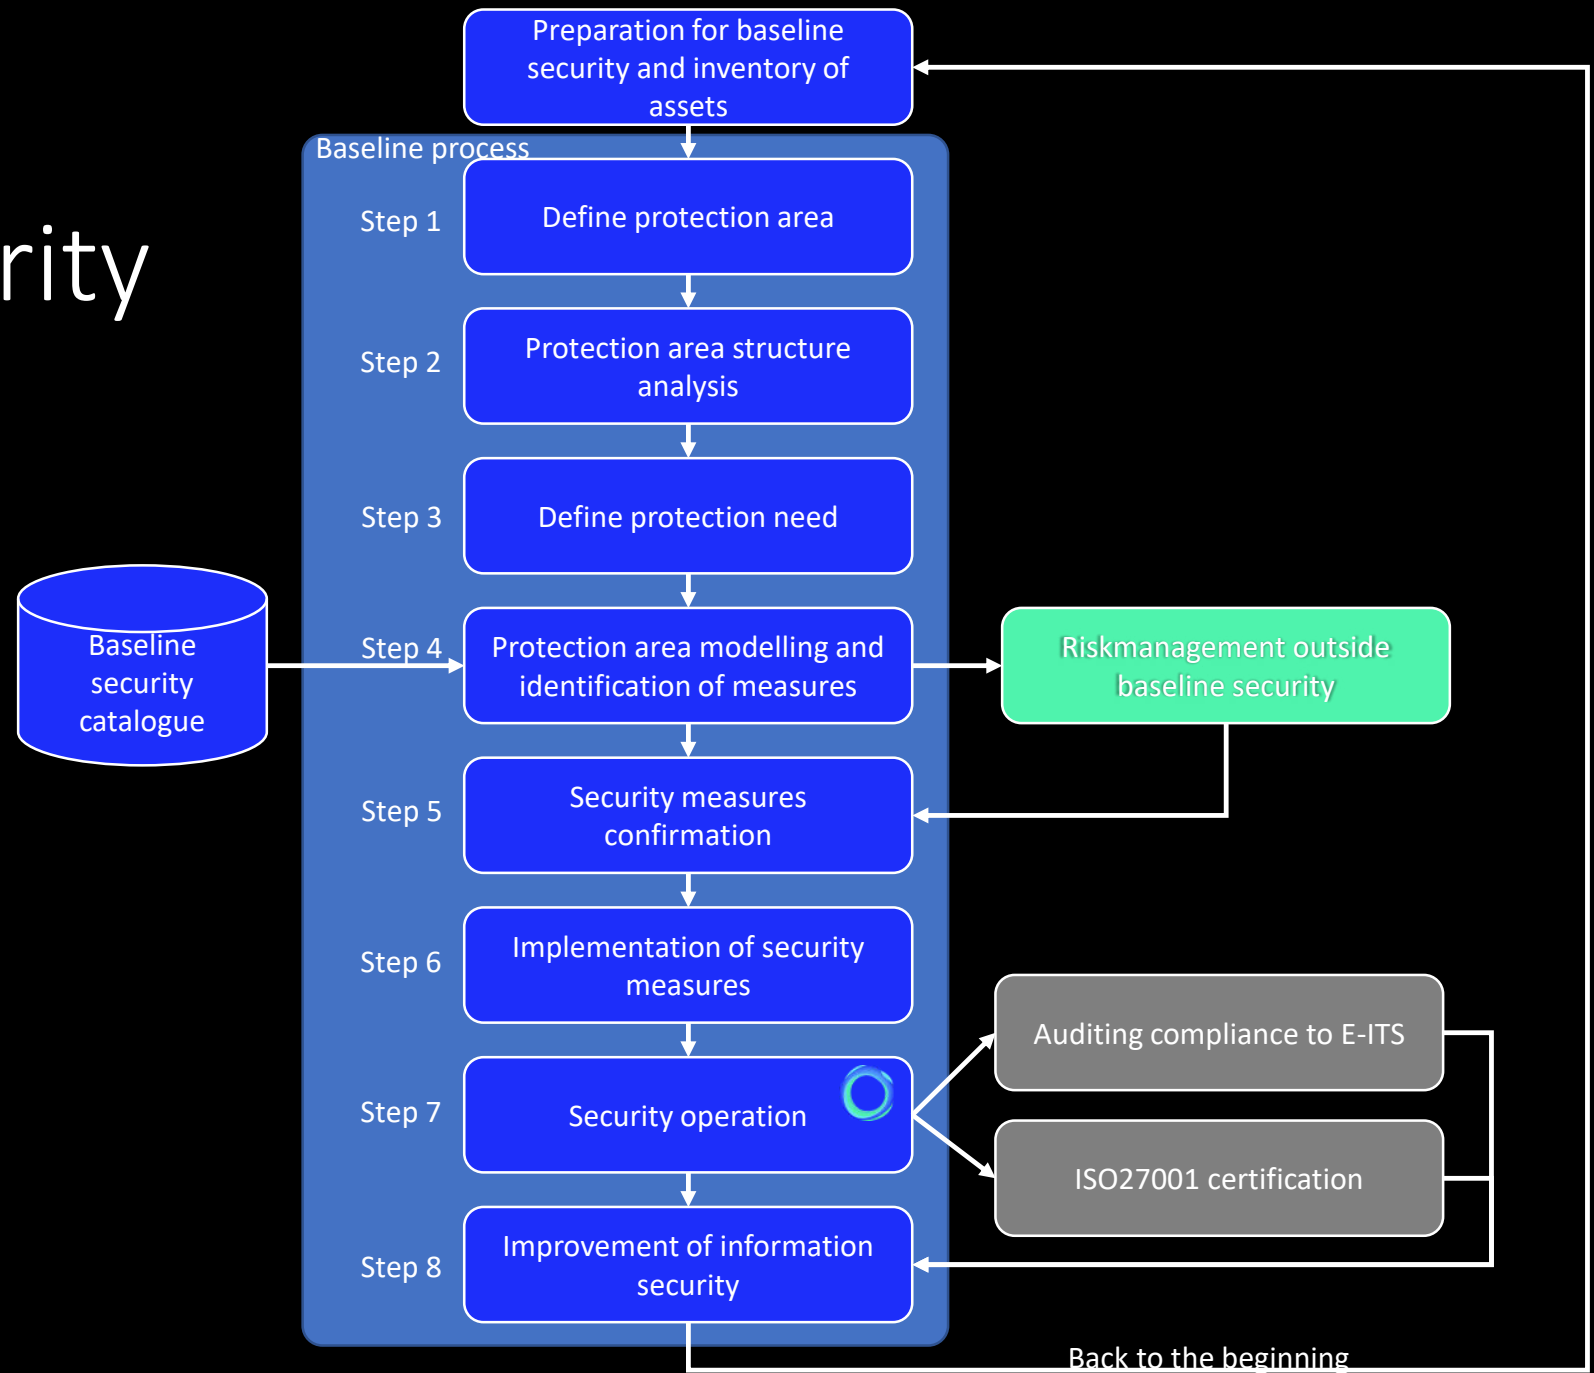 Preparation for baseline
security and inventory of
assets
Baseline process
Step 1
Define protection area
rity
Step 2
Protection area structure
analysis
Step 3
Define protection need
Baseline
security
catalogue
Step 4
Protection area modelling and
identification of measures
Riskmanagement outside
baseline security
Step 5
Security measures
confirmation
Step 6
Implementation of security
measures
Auditing compliance to E-ITS
Step 7
Security operation
ISO27001 certification
Step 8
Improvement of information
security
Back to the beginning